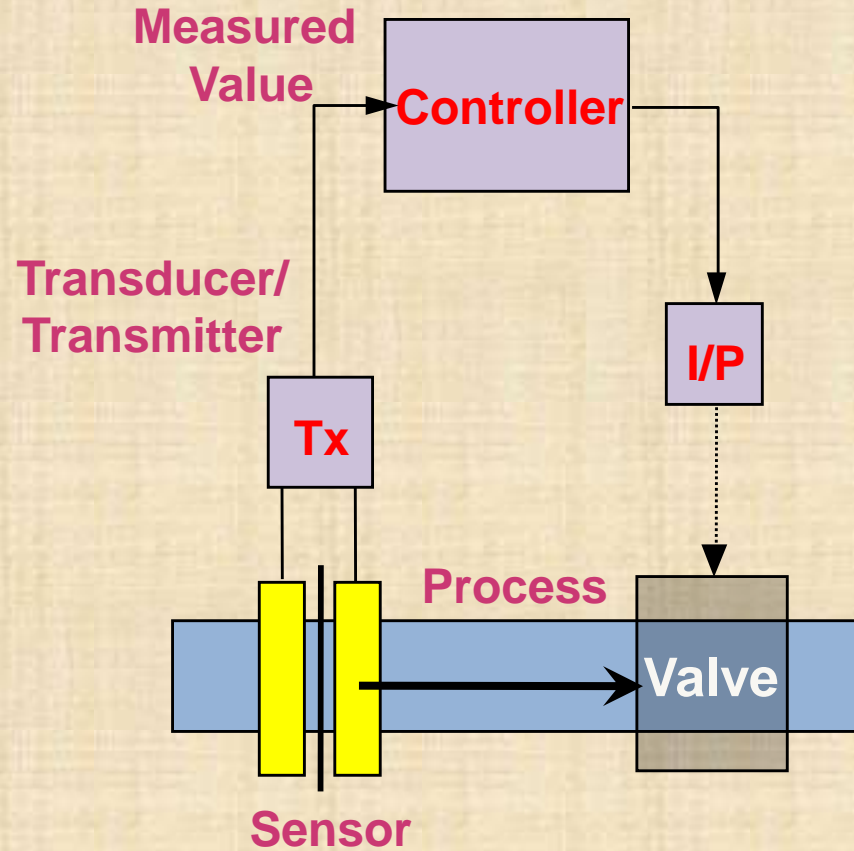 Measured
Value
Controller
Transducer/
Transmitter
I/P
Tx
Process
Valve
Sensor